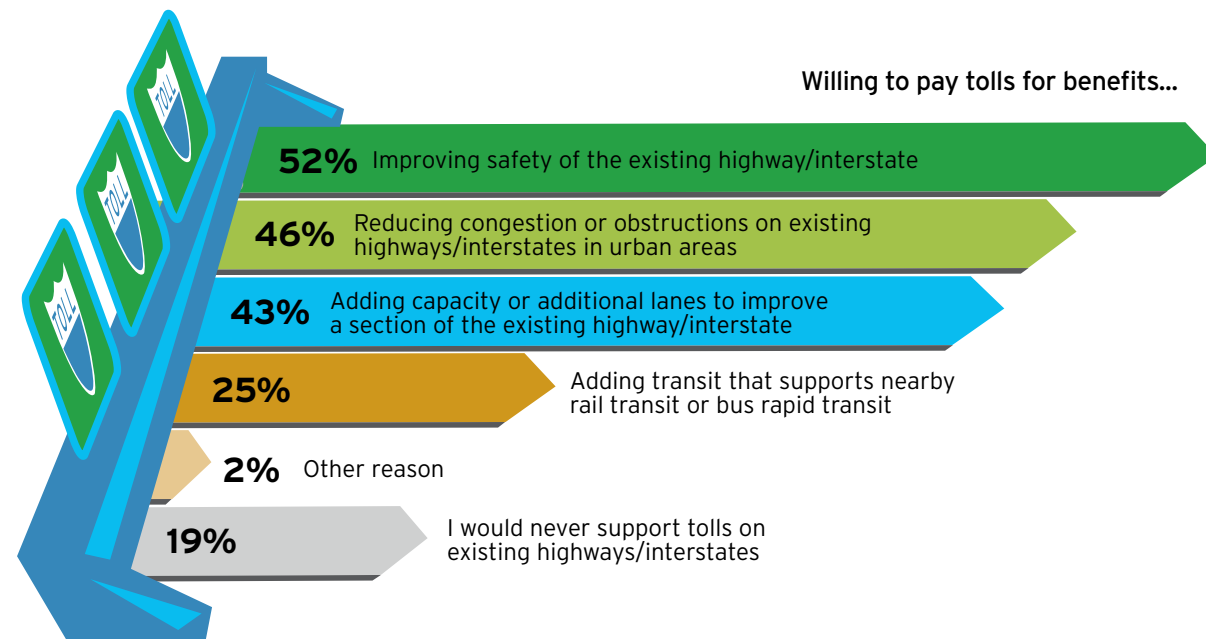 TOLL
TOLL
TOLL
Willing to pay tolls for benefits...
52% Improving safety of the existing highway/interstate
46% Reducing congestion or obstructions on existing
highways/interstates in urban areas
43% Adding capacity or additional lanes to improve
a section of the existing highway/interstate
25% Adding transit that supports nearby
rail transit or bus rapid transit
2% Other reason
19% I would never support tolls on
existing highways/interstates